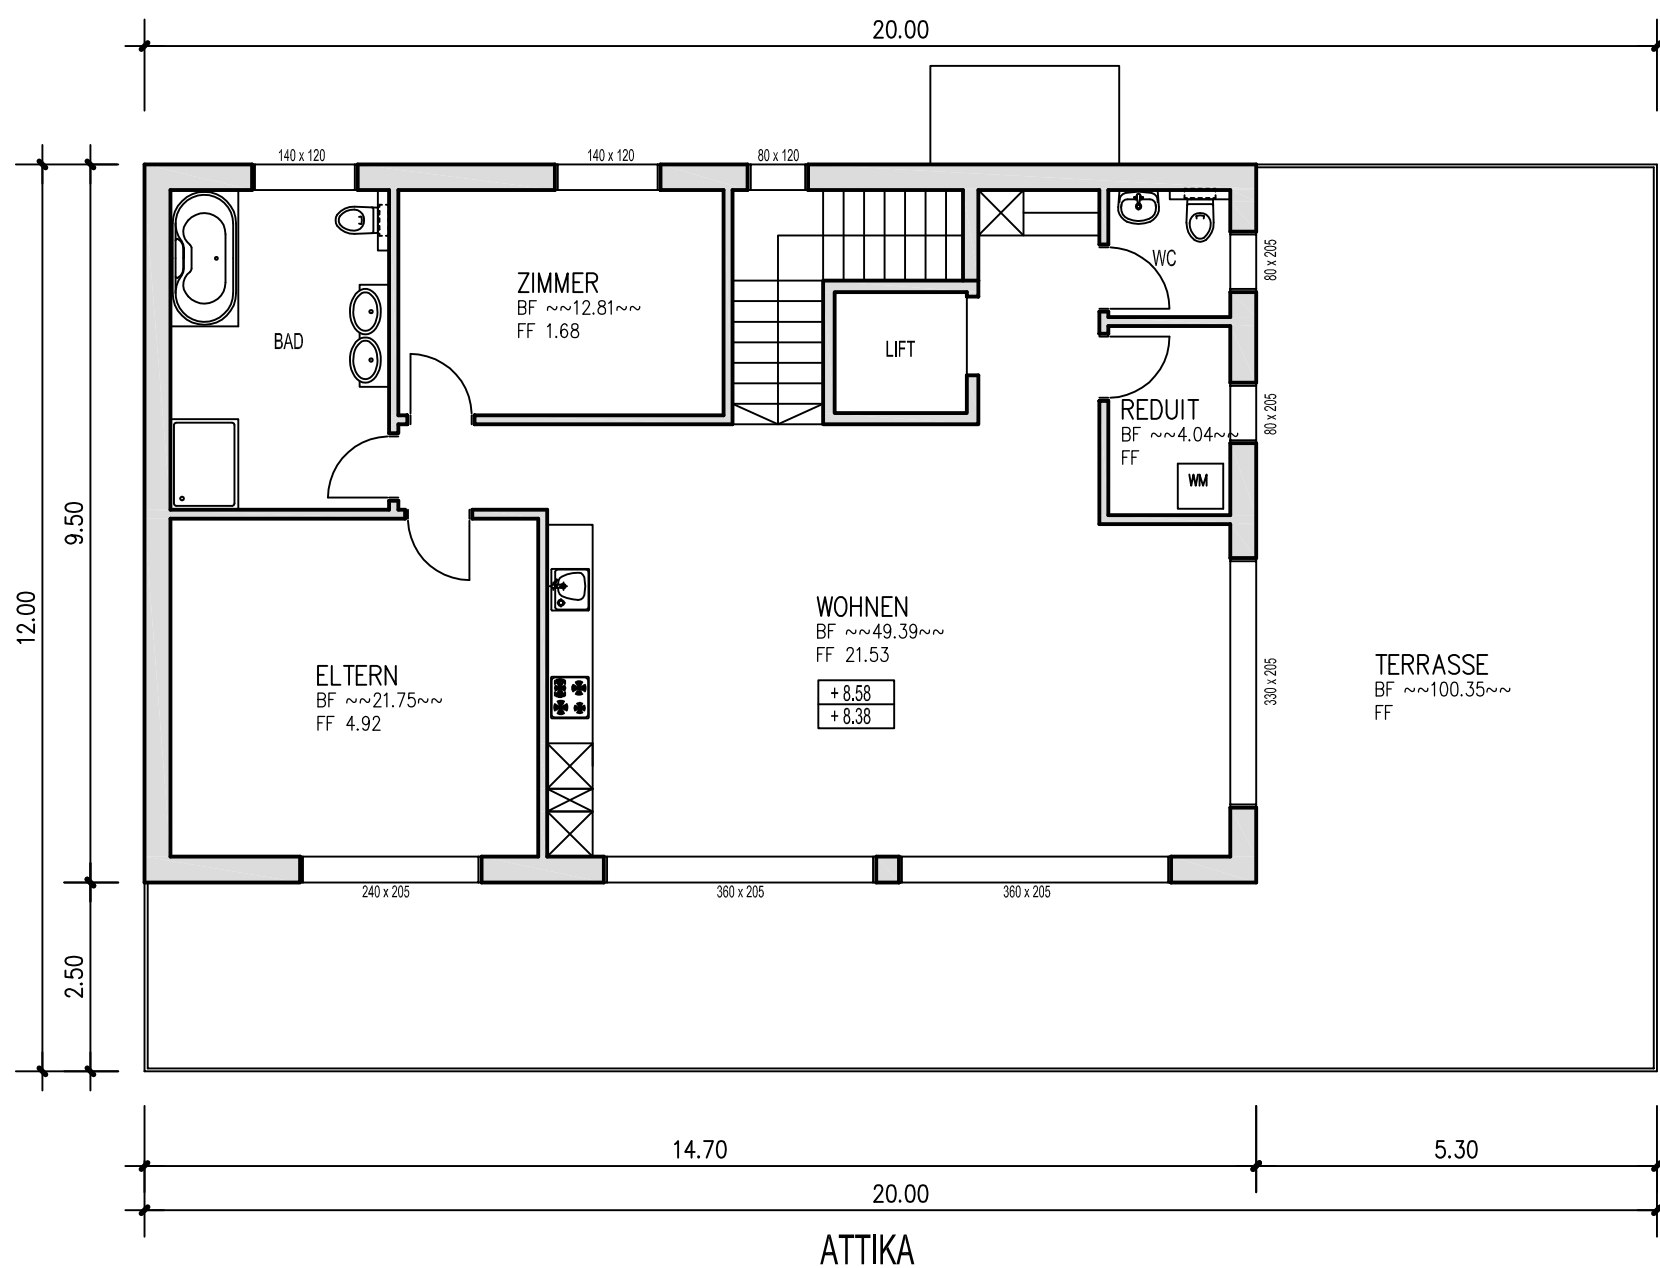 20.00
140 x 120
140 x 120
80 x 120
80 x 205
WC
ZIMMER
BF ~~12.81~~
FF 1.68
BAD
LIFT
REDUIT
BF ~~4.04~~
FF
80 x 205
WM
9.50
12.00
WOHNEN
BF ~~49.39~~
FF 21.53
+ 8.58
+ 8.38
ELTERN
BF ~~21.75~~
FF 4.92
330 x 205
TERRASSE
BF ~~100.35~~
FF
240 x 205
360 x 205
360 x 205
2.50
14.70
5.30
20.00
ATTIKA